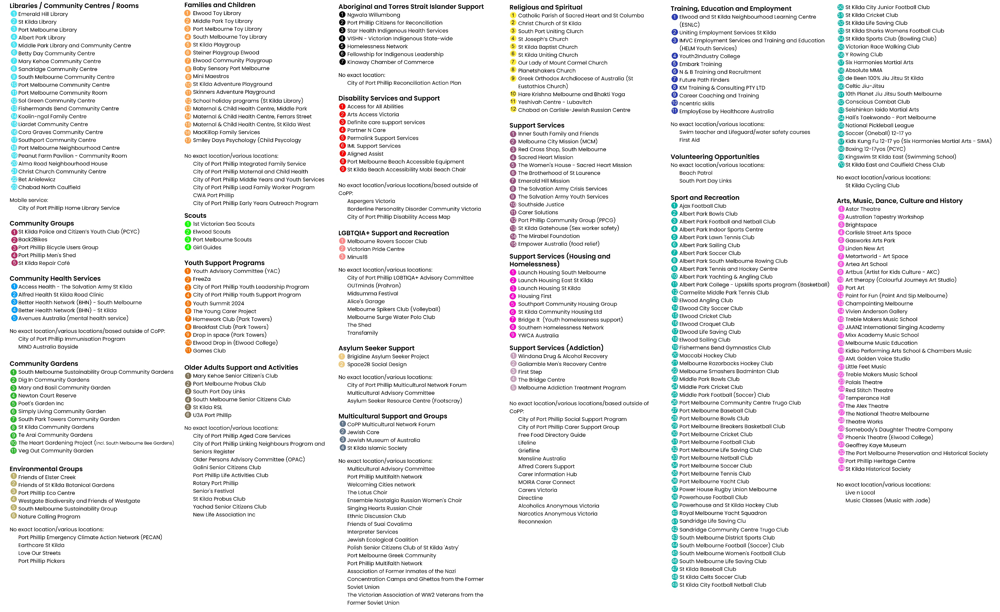 Libraries / Community Centres / Rooms
1 Emerald Hill Library
2 St Kilda Library
3 Port Melbourne Library
4 Albert Park Library
5 Middle Park Library and Community Centre
6 Betty Day Community Centre
7 Mary Kehoe Community Centre
8 Sandridge Community Centre
9 South Melbourne Community Centre
10 Port Melbourne Community Centre
11 Port Melbourne Community Room
12 Sol Green Community Centre
13 Fishermands Bend Community Centre
14 Koolin-ngal Family Centre
15 Liardet Community Centre
16 Cora Graves Community Centre
17 Southport Community Centre
18 Port Melbourne Neighbourhood Centre
19 Peanut Farm Pavilion - Community Room
20 Alma Road Neighbourhood House
21 Christ Church Community Centre
22 Bet Anielewicz
23 Chabad North Caulfield
Mobile service:
City of Port Phillip Home Library Service
Community Groups
1 St Kilda Police and Citizen's Youth Club (PCYC)
2 Back2Bikes
3 Port Phillip Bicycle Users Group
4 Port Phillip Men's Shed
5 St Kilda Repair Café
Community Health Services
1 Access Health - The Salvation Army St Kilda
2 Alfred Health St Kilda Road Clinic
3 Better Health Network (BHN) - South Melbourne
4 Better Health Network (BHN) - St Kilda
5 Avenues Australia (mental health service)
No exact location/various locations/based outside of CoPP:
City of Port Phillip Immunisation Program
MIND Australia Bayside
Community Gardens
1 South Melbourne Sustainability Group Community Gardens
2 Dig In Community Gardens
3 Mary and Basil Community Garden
4 Newton Court Reserve
5 Poet's Garden Inc
6 Simply Living Community Garden
7 South Park Towers Community Garden
8 St Kilda Community Gardens
9 Te Arai Community Gardens
10 The Heart Gardening Project (incl. South Melbourne Bee Gardens)
11 Veg Out Community Garden
Environmental Groups
1 Friends of Elster Creek
2 Friends of St Kilda Botanical Gardens
3 Port Phillip Eco Centre
4 Westgate Biodiversity and Friends of Westgate
5 South Melbourne Sustainability Group
6 Nature Calling Program
No exact location/various locations:
Port Phillip Emergency Climate Action Network (PECAN)
Earthcare St Kilda
Love Our Streets
Port Phillip Pickers
Families and Children
1 Elwood Toy Library
2 Middle Park Toy Library
3 Port Melbourne Toy Library
4 South Melbourne Toy Library
5 St Kilda Playgroup
6 Steiner Playgroup Elwood
7 Elwood Community Playgroup
8 Baby Sensory Port Melbourne
9 Mini Maestros
10 St Kilda Adventure Playground
11 Skinners Adventure Playground
12 School holiday programs (St Kilda Library)
13 Maternal & Child Health Centre, Middle Park
14 Maternal & Child Health Centre, Ferrars Street
15 Maternal & Child Health Centre, St Kilda West
16 MacKillop Family Services
17 Smiley Days Psychology (Child Psycology
No exact location/various locations:
City of Port Phillip Integrated Family Service
City of Port Phillip Maternal and Child Health
City of Port Phillip Middle Years and Youth Services
City of Port Phillip Lead Family Worker Program
CWA Port Phillip
City of Port Phillip Early Years Outreach Program
Scouts
1 1st Victorian Sea Scouts
2 Elwood Scouts
3 Port Melbourne Scouts
4 Girl Guides
Youth Support Programs
1 Youth Advisory Committee (YAC)
2 FreeZa
3 City of Port Phillip Youth Leadership Program
4 City of Port Phillip Youth Support Program
5 Youth Summit 2024
6 The Young Carer Project
7 Homework Club (Park Towers)
8 Breakfast Club (Park Towers)
9 Drop in space (Park Towers)
10 Elwood Drop in (Elwood College)
11 Games Club
Older Adults Support and Activities
1 Mary Kehoe Senior Citizen's Club
2 Port Melbourne Probus Club
3 South Port Day Links
4 South Melbourne Senior Citizens Club
5 St Kilda RSL
6 U3A Port Phillip
No exact location/various locations:
City of Port Phillip Aged Care Services
City of Port Phillip Linking Neighbours Program and
Seniors Register
Older Persons Advisory Committee (OPAC)
Galini Senior Citizens Club
Port Phillip Life Activities Club
Rotary Port Phillip
Senior's Festival
St Kilda Probus Club
Yachad Senior Citizens Club
New Life Association Inc
Aboriginal and Torres Strait Islander Support
1 Ngwala Willumbong
2 Port Phillip Citizens for Reconciliation
3 Star Health Indigenous Health Services
4 VISHN - Victorian Indigenous State-wide
5 Homelessness Network
6 Fellowship for Indigenous Leadership
7 Kinaway Chamber of Commerce
No exact location:
City of Port Phillip Reconciliation Action Plan
Disability Services and Support
1 Access for All Abilities
2 Arts Access Victoria
3 Definite care support services
4 Partner N Care
5 Permalink Support Services
6 IML Support Services
7 Aligned Assist
8 Port Melbourne Beach Accessible Equipment
9 St Kilda Beach Accessibility Mobi Beach Chair
No exact location/various locations/based outside of
CoPP:
Aspergers Victoria
Borderline Personality Disorder Community Victoria
City of Port Phillip Disability Access Map
LGBTQIA+ Support and Recreation
1 Melbourne Rovers Soccer Club
2 Victorian Pride Centre
3 Minus18
No exact location/various locations:
City of Port Phillip LGBTIQA+ Advisory Committee
OUTminds (Prahran)
Midsumma Festival
Alice's Garage
Melbourne Spikers Club (Volleyball)
Melbourne Surge Water Polo Club
The Shed
Transfamily
Asylum Seeker Support
1 Brigidine Asylum Seeker Project
2 Space2B Social Design
No exact location/various locations:
City of Port Phillip Multicultural Network Forum
Multicultural Advisory Committee
Asylum Seeker Resource Centre (Footscray)
Multicultural Support and Groups
1 CoPP Multicultural Network Forum
2 Jewish Care
3 Jewish Museum of Australia
4 St Kilda Islamic Society
No exact location/various locations:
Multicultural Advisory Committee
Port Phillip Multifaith Network
Welcoming Cities network
The Lotus Choir
Ensemble Nostalgia Russian Women's Choir
Singing Hearts Russian Choir
Ethnic Discussion Club
Friends of Suai Covalima
Interpreter Services
Jewish Ecological Coalition
Polish Senior Citizens Club of St Kilda 'Astry'
Port Melbourne Greek Community
Port Phillip Multifaith Network
Association of Former Inmates of the Nazi
Concentration Camps and Ghettos from the Former
Soviet Union
The Victorian Association of WW2 Veterans from the
Former Soviet Union
Religious and Spiritual
1 Catholic Parish of Sacred Heart and St Columba
2 Christ Church of St Kilda
3 South Port Uniting Clurch
4 St Joseph's Church
5 St Kilda Baptist Church
6 St Kilda Uniting Church
7 Our Lady of Mount Carmel Church
8 Planetshakers Church
9 Greek Orthodox Archdiocese of Australia (St
Eustathios Church)
10 Hare Krishna Melbourne and Bhakti Yoga
11 Yeshivah Centre - Lubavitch
12 Chabad on Carlisle-Jewish Russian Centre
Support Services
1 Inner South Family and Friends
2 Melbourne City Mission (MCM)
3 Red Cross Shop, South Melbourne
4 Sacred Heart Mission
5 The Women's House - Sacred Heart Mission
6 The Brotherhood of St Laurence
7 Emerald Hill Mission
8 The Salvation Army Crisis Services
9 The Salvation Army Youth Services
10 Southside Justice
11 Carer Solutions
12 Port Phillip Community Group (PPCG)
13 St Kilda Gatehouse (Sex worker safety)
14 The Mirabel Foundation
15 Empower Australia (food relief)
Support Services (Housing and
Homelessness)
1 Launch Housing South Melbourne
2 Launch Housing East St Kilda
3 Launch Housing St Kilda
4 Housing First
5 Southport Community Housing Group
6 St Kilda Community Housing Ltd
7 Bridge It (Youth homelessness support)
8 Southern Homelessness Network
9 YWCA Australia
Support Services (Addiction)
1 Windana Drug & Alcohol Recovery
2 Galiamble Men's Recovery Centre
3 First Step
4 The Bridge Centre
5 Melbourne Addiction Treatment Program
No exact location/various locations/based outside of
CoPP:
City of Port Phillip Social Support Program
City of Port Phillip Carer Support Group
Free Food Directory Guide
Lifeline
Griefline
Mensline Australia
Alfred Carers Support
Carer Information Hub
MOIRA Carer Connect
Carers Victoria
Directline
Alcoholics Anonymous Victoria
Narcotics Anonymous Victoria
Reconnexion
Training, Education and Employment
1 Elwood and St Kilda Neighbourhood Learning Centre
(ESNLC)
2 Uniting Employment Services St Kilda
3 IMVC Employment Services and Training and Education
(HELM Youth Services)
4 Youth2Industry College
5 Embark Training
6 N & B Training and Recruitment
7 Future Path Finders
8 KM Training & Consulting PTY LTD
9 Career Coaching and Training
10 ncentric skills
11 EmployEase by Healthcare Australia
No exact location/various locations:
Swim teacher and Lifeguard/water safety courses
First Aid
Volunteering Opportunities
No exact location/various locations:
Beach Patrol
South Port Day Links
Sport and Recreation
1 Ajax Football Club
2 Albert Park Bowls Club
3 Albert Park Football and Netball Club
4 Albert Park Indoor Sports Centre
5 Albert Park Lawn Tennis Club
6 Albert Park Sailing Club
7 Albert Park Soccer Club
8 Albert Park South Melbourne Rowing Club
9 Albert Park Tennis and Hockey Centre
10 Albert Park Yachting & Angling Club
11 Albert Park College - Upskills sports program (Basketball)
12 Carmelite Middle Park Tennis Club
13 Elwood Angling Club
14 Elwood City Soccer Club
15 Elwood Cricket Club
16 Elwood Croquet Club
17 Elwood Life Saving Club
18 Elwood Sailing Club
19 Fishermens Bend Gymnastics Club
20 Maccabi Hockey Club
21 Melbourne Razorbacks Hockey Club
22 Melbourne Smashers Badminton Club
23 Middle Park Bowls Club
24 Middle Park Cricket Club
25 Middle Park Football (Soccer) Club
26 Port Melbourne Community Centre Trugo Club
27 Port Melbourne Baseball Club
28 Port Melbourne Bowls Club
29 Port Melbourne Breakers Basketball Club
30 Port Melbourne Cricket Club
31 Port Melbourne Football Club
32 Port Melbourne Life Saving Club
33 Port Melbourne Netball Club
34 Port Melbourne Soccer Club
35 Port Melbourne Tennis Club
36 Port Melbourne Yacht Club
37 Power House Rugby Union Melbourne
38 Powerhouse Football Club
39 Powerhouse and St Kilda Hockey Club
40 Royal Melbourne Yacht Squadron
41 Sandridge Life Saving Clu
42 Sandridge Community Centre Trugo Club
43 South Melbourne District Sports Club
44 South Melbourne Football (Soccer) Club
45 South Melbourne Women's Football Club
46 South Melbourne Life Saving Club
47 St Kilda Baseball Club
48 St Kilda Celts Soccer Club
49 St Kilda City Football Netball Club
50 St Kilda City Junior Football Club
51 St Kilda Cricket Club
52 St Kilda Life Saving Club
53 St Kilda Sharks Womens Football Club
54 St Kilda Sports Club (Bowling Club)
55 Victorian Race Walking Club
56 Y Rowing Club
57 Six Harmonies Martial Arts
58 Absolute MMA
59 de Been 100% Jiu Jitsu St Kilda
60 Celtic Jiu-Jitsu
61 10th Planet Jiu Jitsu South Melbourne
62 Conscious Combat Club
63 Seishinkan Iaido Martial Arts
64 Hall's Taekwondo - Port Melbourne
65 National Pickleball League
66 Soccer (Oneball) 12-17 yo
67 Kids Kung Fu 12-17 yo (Six Harmonies Martial Arts - SIMA)
68 Boxing 12-17yos (PCYC)
69 Kingswim St Kilda East (Swimming School)
70 St Kilda East and Caulfield Chess Club
No exact location/various locations:
St Kilda Cycling Club
Arts, Music, Dance, Culture and History
1 Astor Theatre
2 Australian Tapestry Workshop
3 Brightspace
4 Carlisle Street Arts Space
5 Gasworks Arts Park
6 Linden New Art
7 Metartworld - Art Space
8 Artea Art School
9 Artbus (Artist for Kids Culture - AKC)
10 Art therapy (Colourful Journeys Art Studio)
11 Port Art
12 Paint for Fun (Paint And Sip Melbourne)
13 Champainting Melbourne
14 Vivien Anderson Gallery
15 Treble Makers Music School
16 JAANZ International Singing Academy
17 Mixx Academy Music School
18 Melbourne Music Education
19 Kidko Performing Arts School & Chambers Music
20 AML Golden Voice Studio
21 Little Feet Music
22 Treble Makers Music School
23 Palais Theatre
24 Red Stitch Theatre
25 Temperance Hall
26 The Alex Theatre
27 The National Theatre Melbourne
28 Theatre Works
29 Somebody's Daughter Theatre Company
30 Phoenix Theatre (Elwood College)
31 Geoffrey Kaye Museum
32 The Port Melbourne Preservation and Historical Society
33 Port Phillip Heritage Centre
34 St Kilda Historical Society
No exact location/various locations:
Live n Local
Music Classes (Music with Jade)